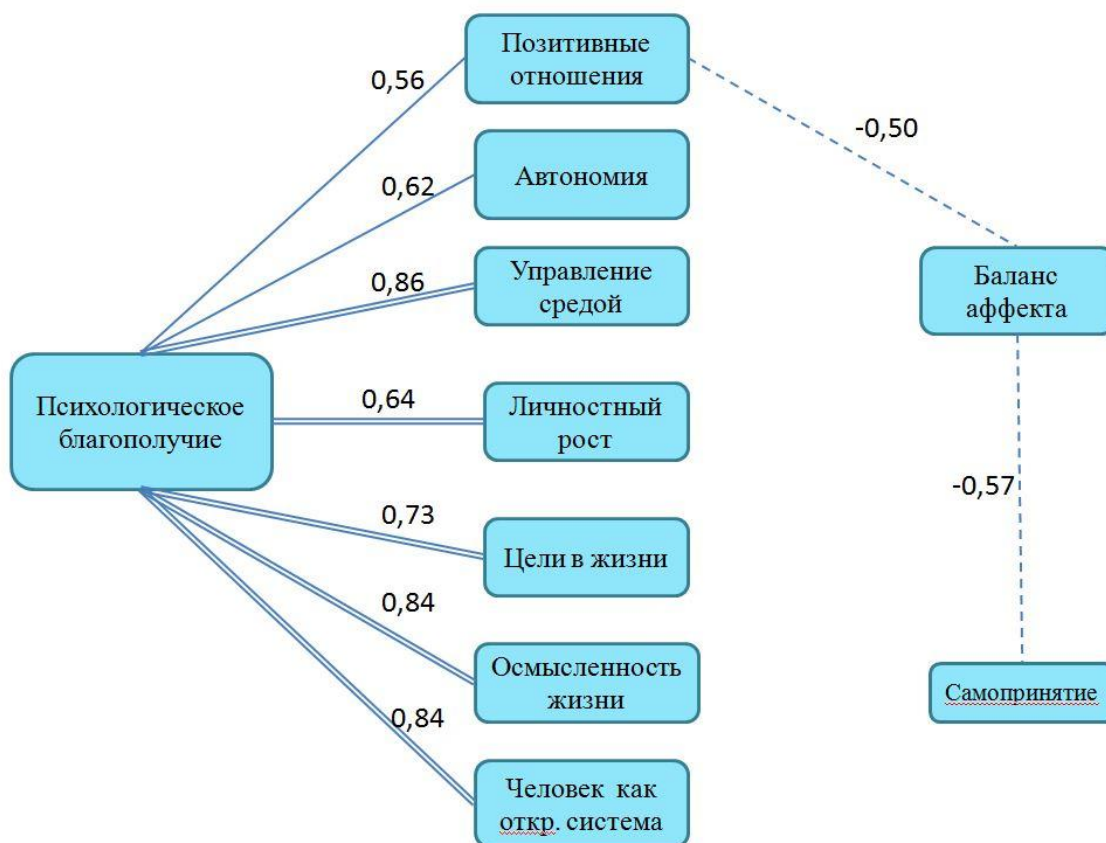 Позитивные
отношения
0,56
-0,50
Автономия
0,62
Управление
средой
0,86
Баланс
аффекта
Психологическое
благополучие
0,64
Личностный
рост
-0,57
0,73
Цели в жизни
0,84
Осмысленность
жизни
Самопринятие
0,84
Человек как
откр. система